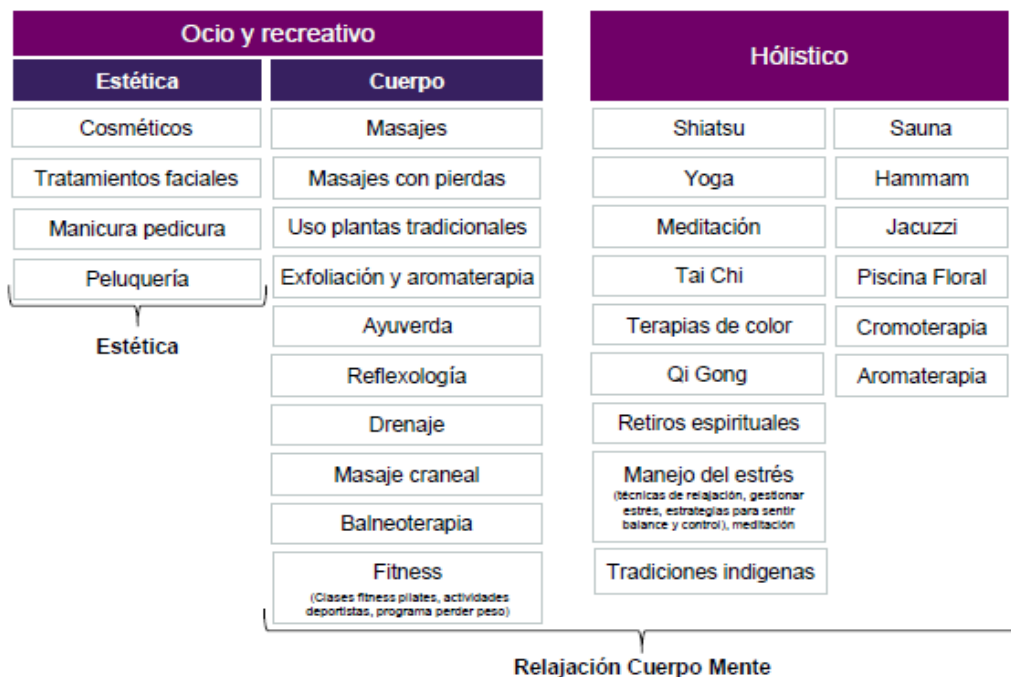 Ocio y recreativo
Estética
Cosméticos
Tratamientos faciales
Manicura pedicura
Peluquería
Estética
Cuerpo
Masajes
Masajes con pierdas
Uso plantas tradicionales
Exfoliación y aromaterapia
Ayuverda
Reflexología
Drenaje
Masaje craneal
Balneoterapia
Fitness
(Clases fitness pilates, actividades
deportistas, programa perder peso)
Hólistico
Shiatsu
Yoga
Meditación
Tai Chi
Terapias de color
Qi Gong
Retiros espirituales
Manejo del estrés
(técnicas de relajación, gestionar
estrés, estrategias para sentir
balance y control), meditación
Tradiciones indigenas
Sauna
Hammam
Jacuzzi
Piscina Floral
Cromoterapia
Aromaterapia
Relajación Cuerpo Mente